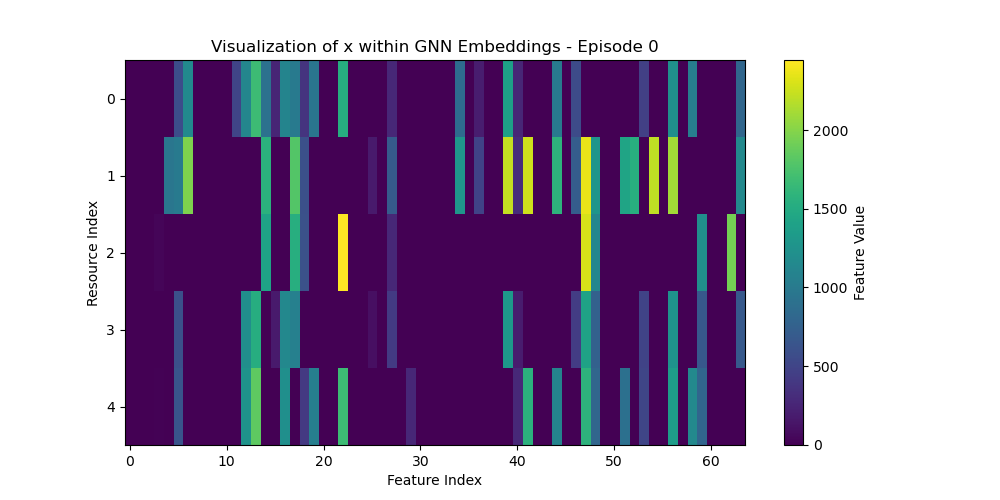 Visualization of x within GNN Embeddings - Episode 0
Resource Index
0
1
2
3
4
0 10 20 30 40 50 60
Feature Index
2000
1500
1000
500
0
Feature Value